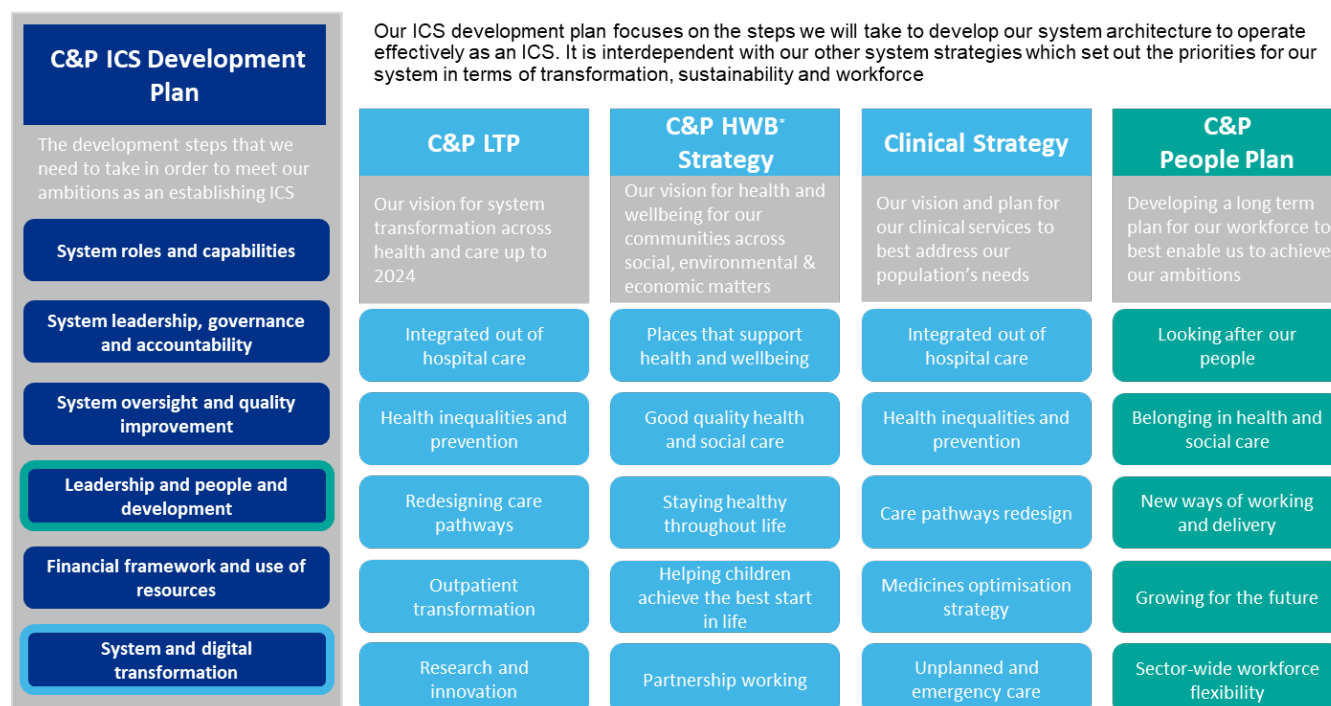 C&P ICS Development
Plan
The development steps that we
need to take in order to meet our
ambitions as an establishing ICS
System roles and capabilities
System leadership, governance
and accountability
System oversight and quality
improvement
Leadership and people and
development
Financial framework and use of
resources
System and digital
transformation
Our ICS development plan focuses on the steps we will take to develop our system architecture to operate
effectively as an ICS. It is interdependent with our other system strategies which set out the priorities for our
system in terms of transformation, sustainability and workforce
C&P LTP
Our vision for system
transformation across
health and care up to
2024
Integrated out of
hospital care
Health inequalities and
prevention
Redesigning care
pathways
Outpatient
transformation
Research and
innovation
C&P HWB*
Strategy
Our vision for health and
wellbeing for our
communities across
social, environmental &
economic matters
Places that support
health and wellbeing
Good quality health
and social care
Staying healthy
throughout life
Helping children
achieve the best start
in life
Partnership working
Clinical Strategy
Our vision and plan for
our clinical services to
best address our
population's needs
Integrated out of
hospital care
Health inequalities and
prevention
Care pathways redesign
Medicines optimisation
strategy
Unplanned and
emergency care
C&P
People Plan
Developing a long term
plan for our workforce to
best enable us to achieve
our ambitions
Looking after our
people
Belonging in health and
social care
New ways of working
and delivery
Growing for the future
Sector-wide workforce
flexibility